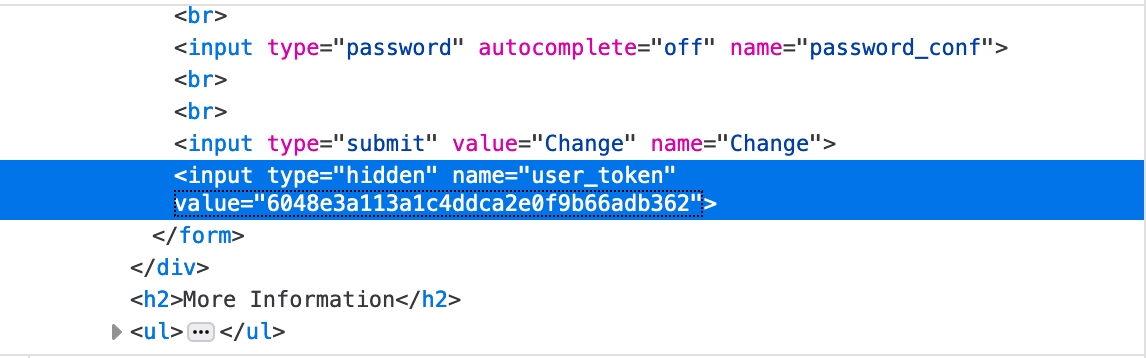 <br>
<input type="password" autocomplete="off" name="password_conf">
<br>
<br>
<input type="submit" value="Change" name="Change">
<input type="hidden" name="user_token"
value="6048e3a113a1c4ddca2e0f9b66adb362">
</form>
</div>
<h2>More Information</h2>
<ul>…</ul>